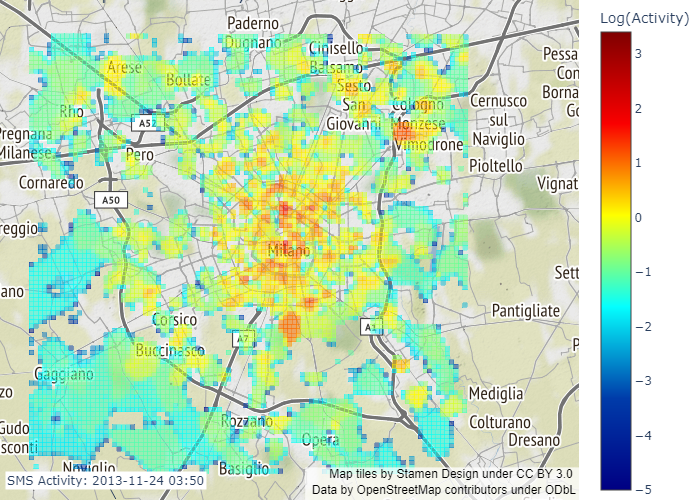 Paderno
Dugnano
Cinisello
Balsamo
Log(Activity)
3
2
1
0
−1
−2
−3
−4
−5
Arese
Bollate
Sesto
San
Giovanni
Cologno
Monzese
Vimodrone
Cernusco
sul
Naviglio
Pessa
Con
Borna
Go
Rho
A52
Pregnana
Milanese
Pero
Pioltello
Cornaredo
Vignat
A50
reggio
Milano
Sett
ano
Pantigliate
Corsico
A7
A1
P
Buccinasco
Gaggiano
zo
Mediglia
Rozzano
Colturano
Gudo
sconti
Opera
Dresano
Noviglio
Basiglio
SMS Activity: 2013-11-24 03:50
Map tiles by Stamen Design under CC BY 3.0
Data by OpenStreetMap contributors under ODbL